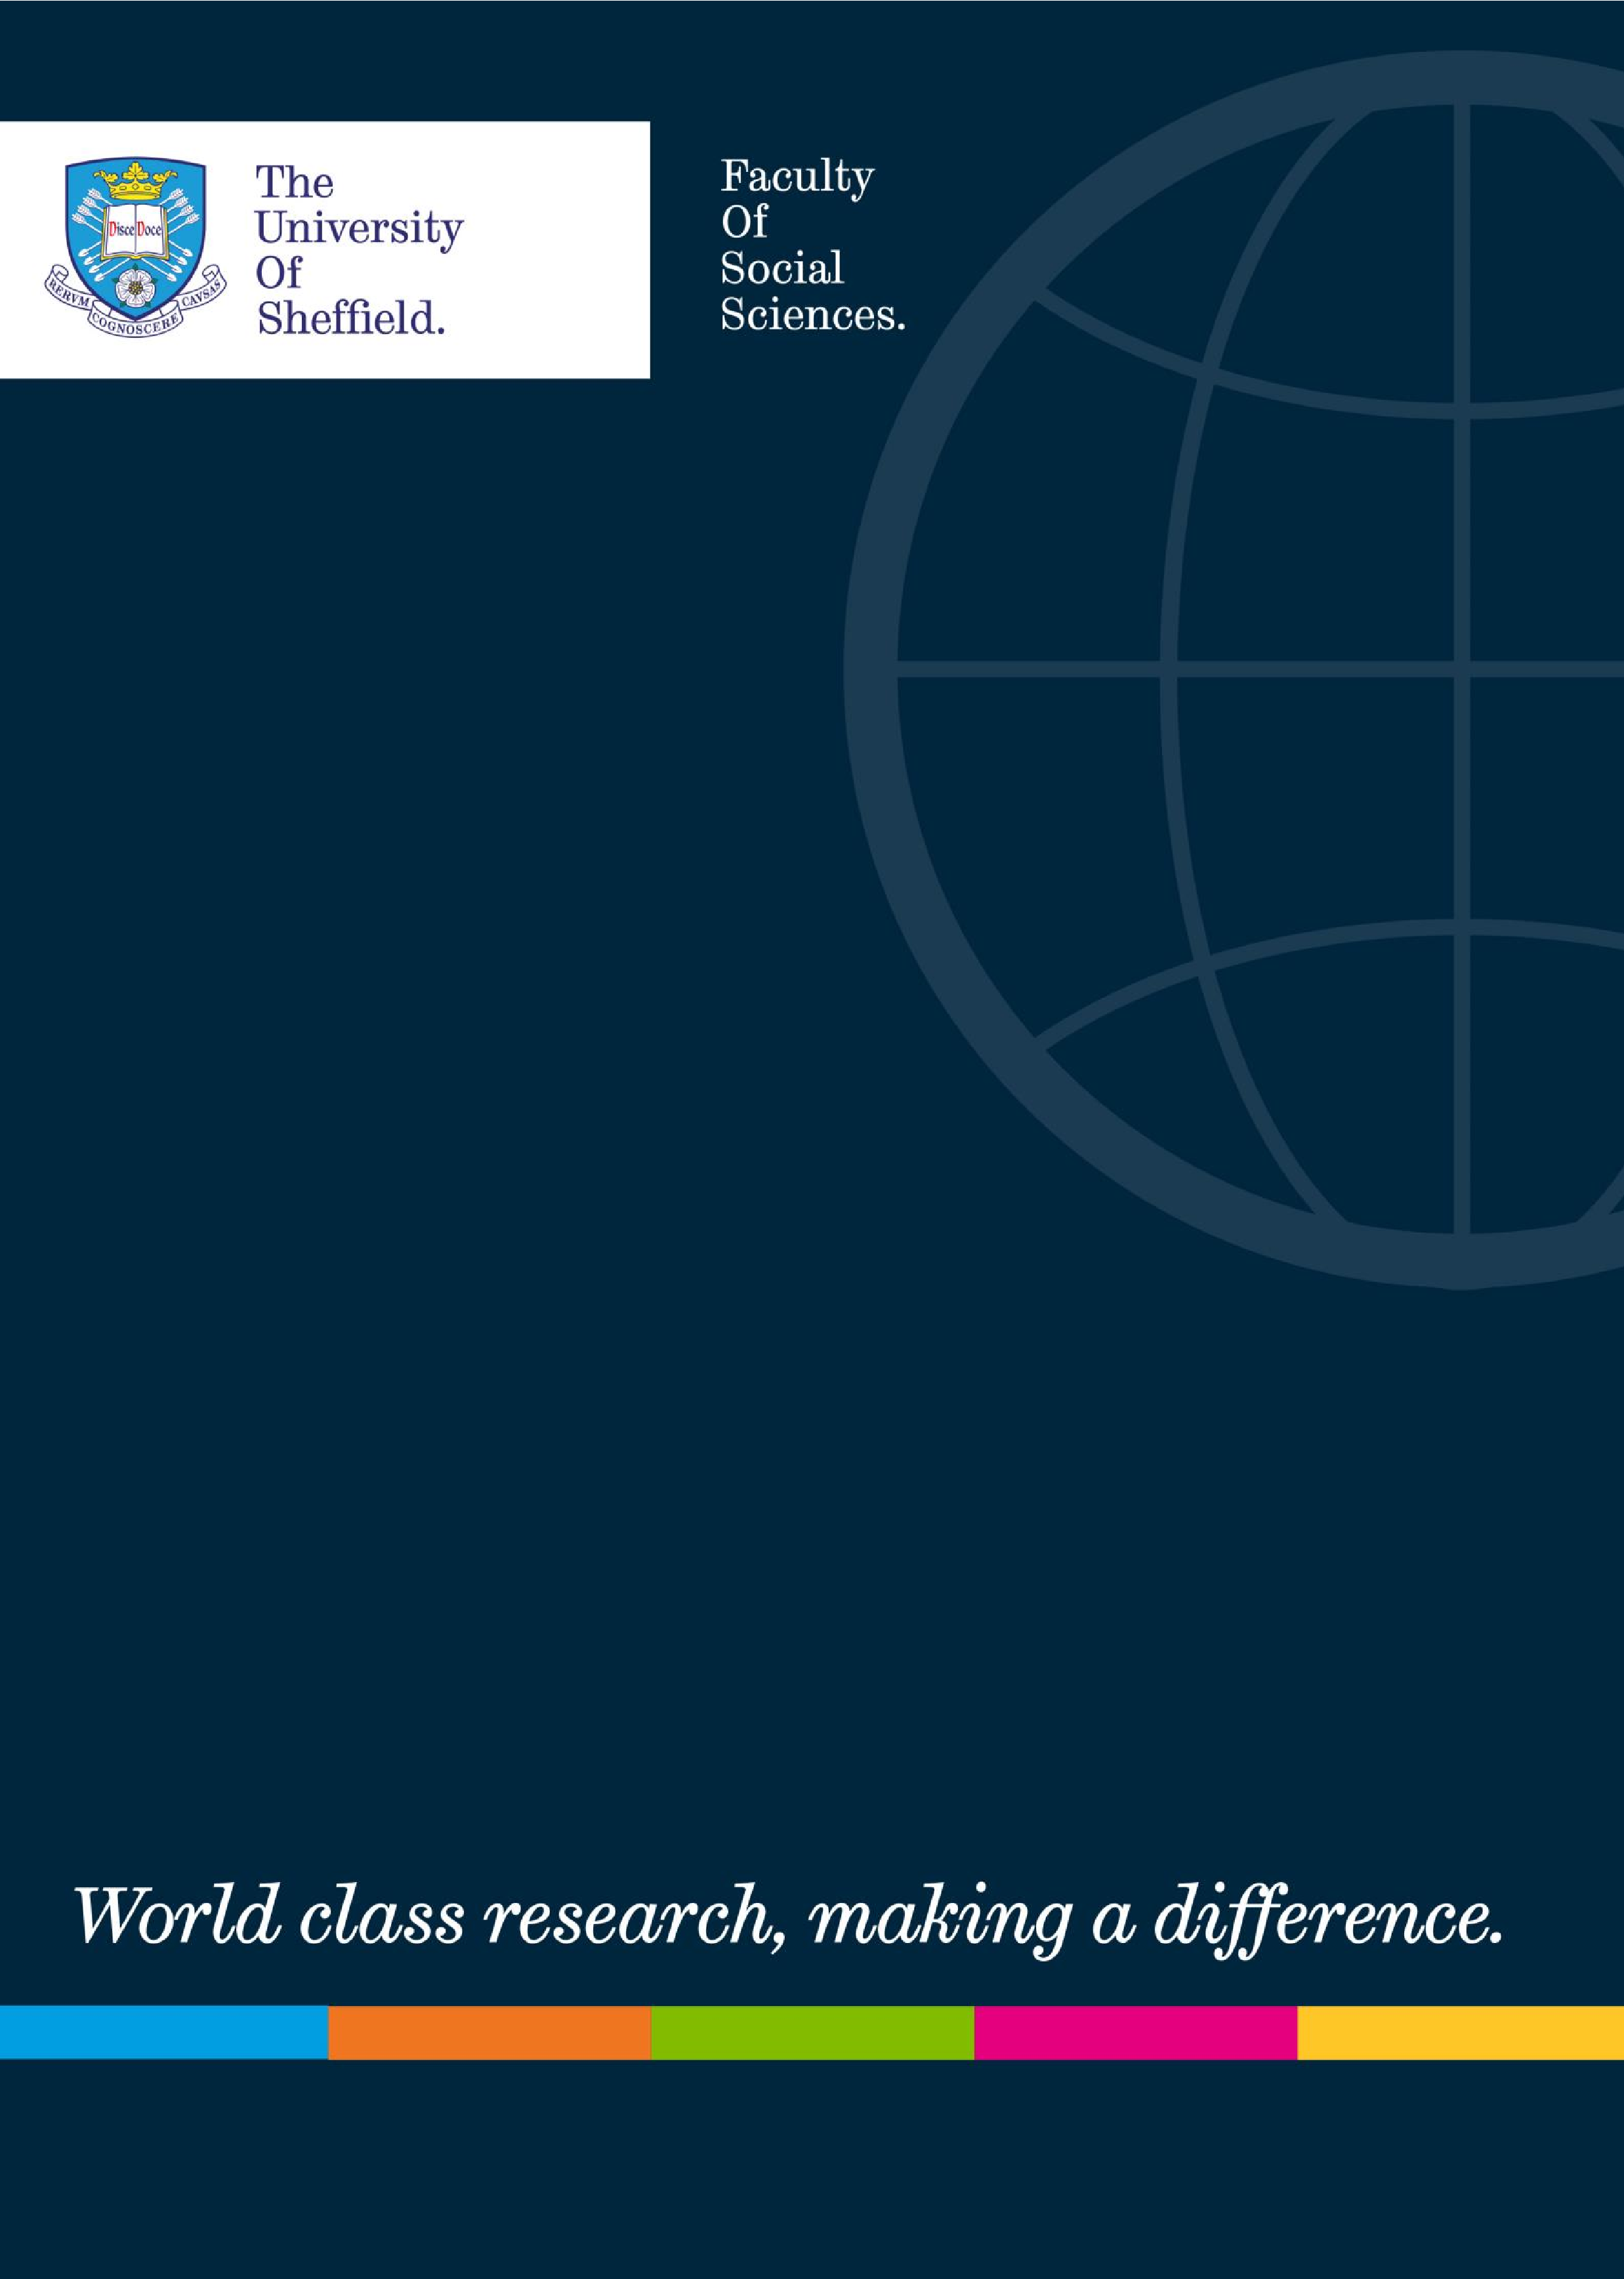 Disce Doce
RERVM COGNOSCERE CAVSAS
The
University
Of
Sheffield.
Faculty
Of
Social
Sciences.
World class research, making a difference.